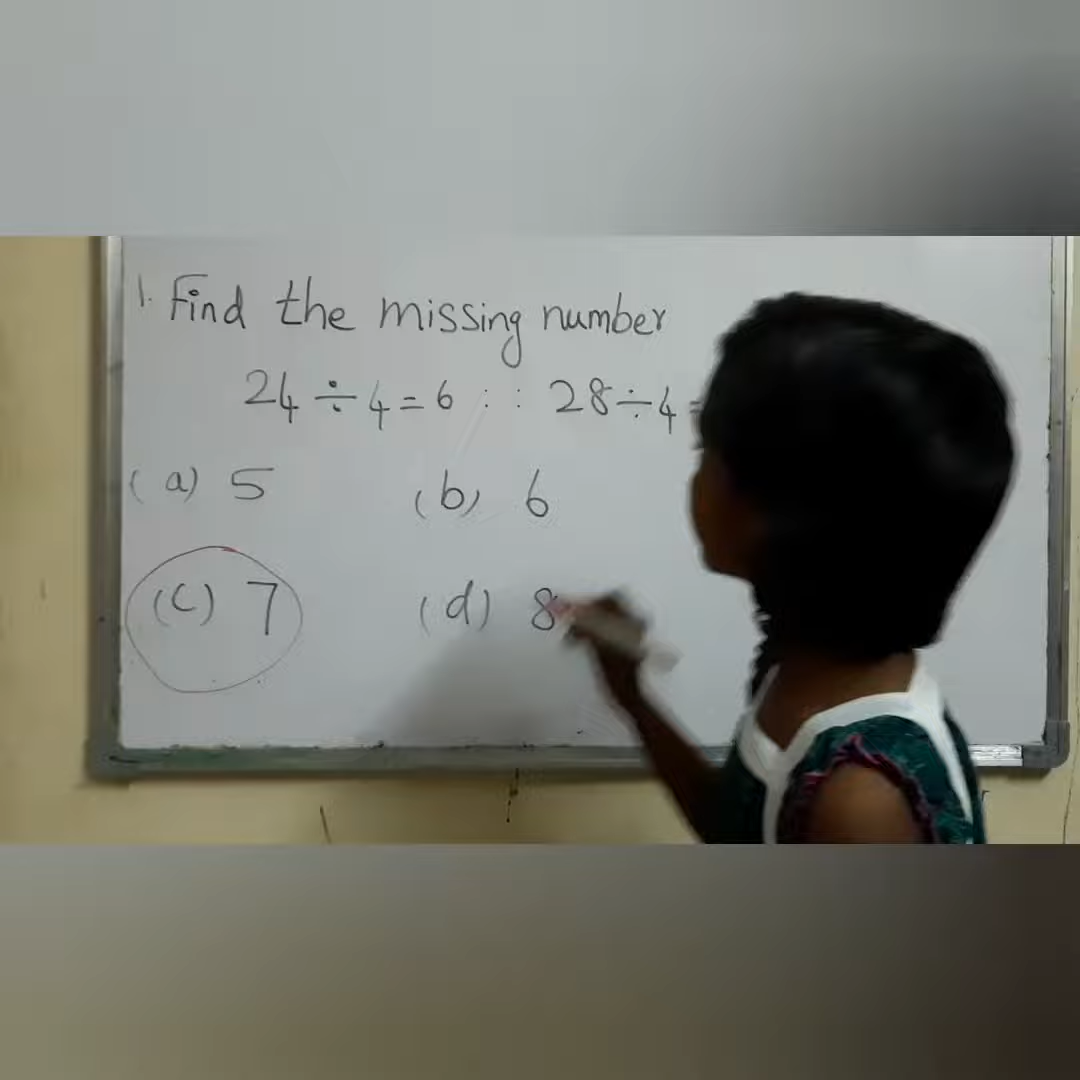 1. Find the missing number
24 ÷ 4 = 6 : : 28 ÷ 4 =
(a) 5 (b) 6
(c) 7 (d) 8